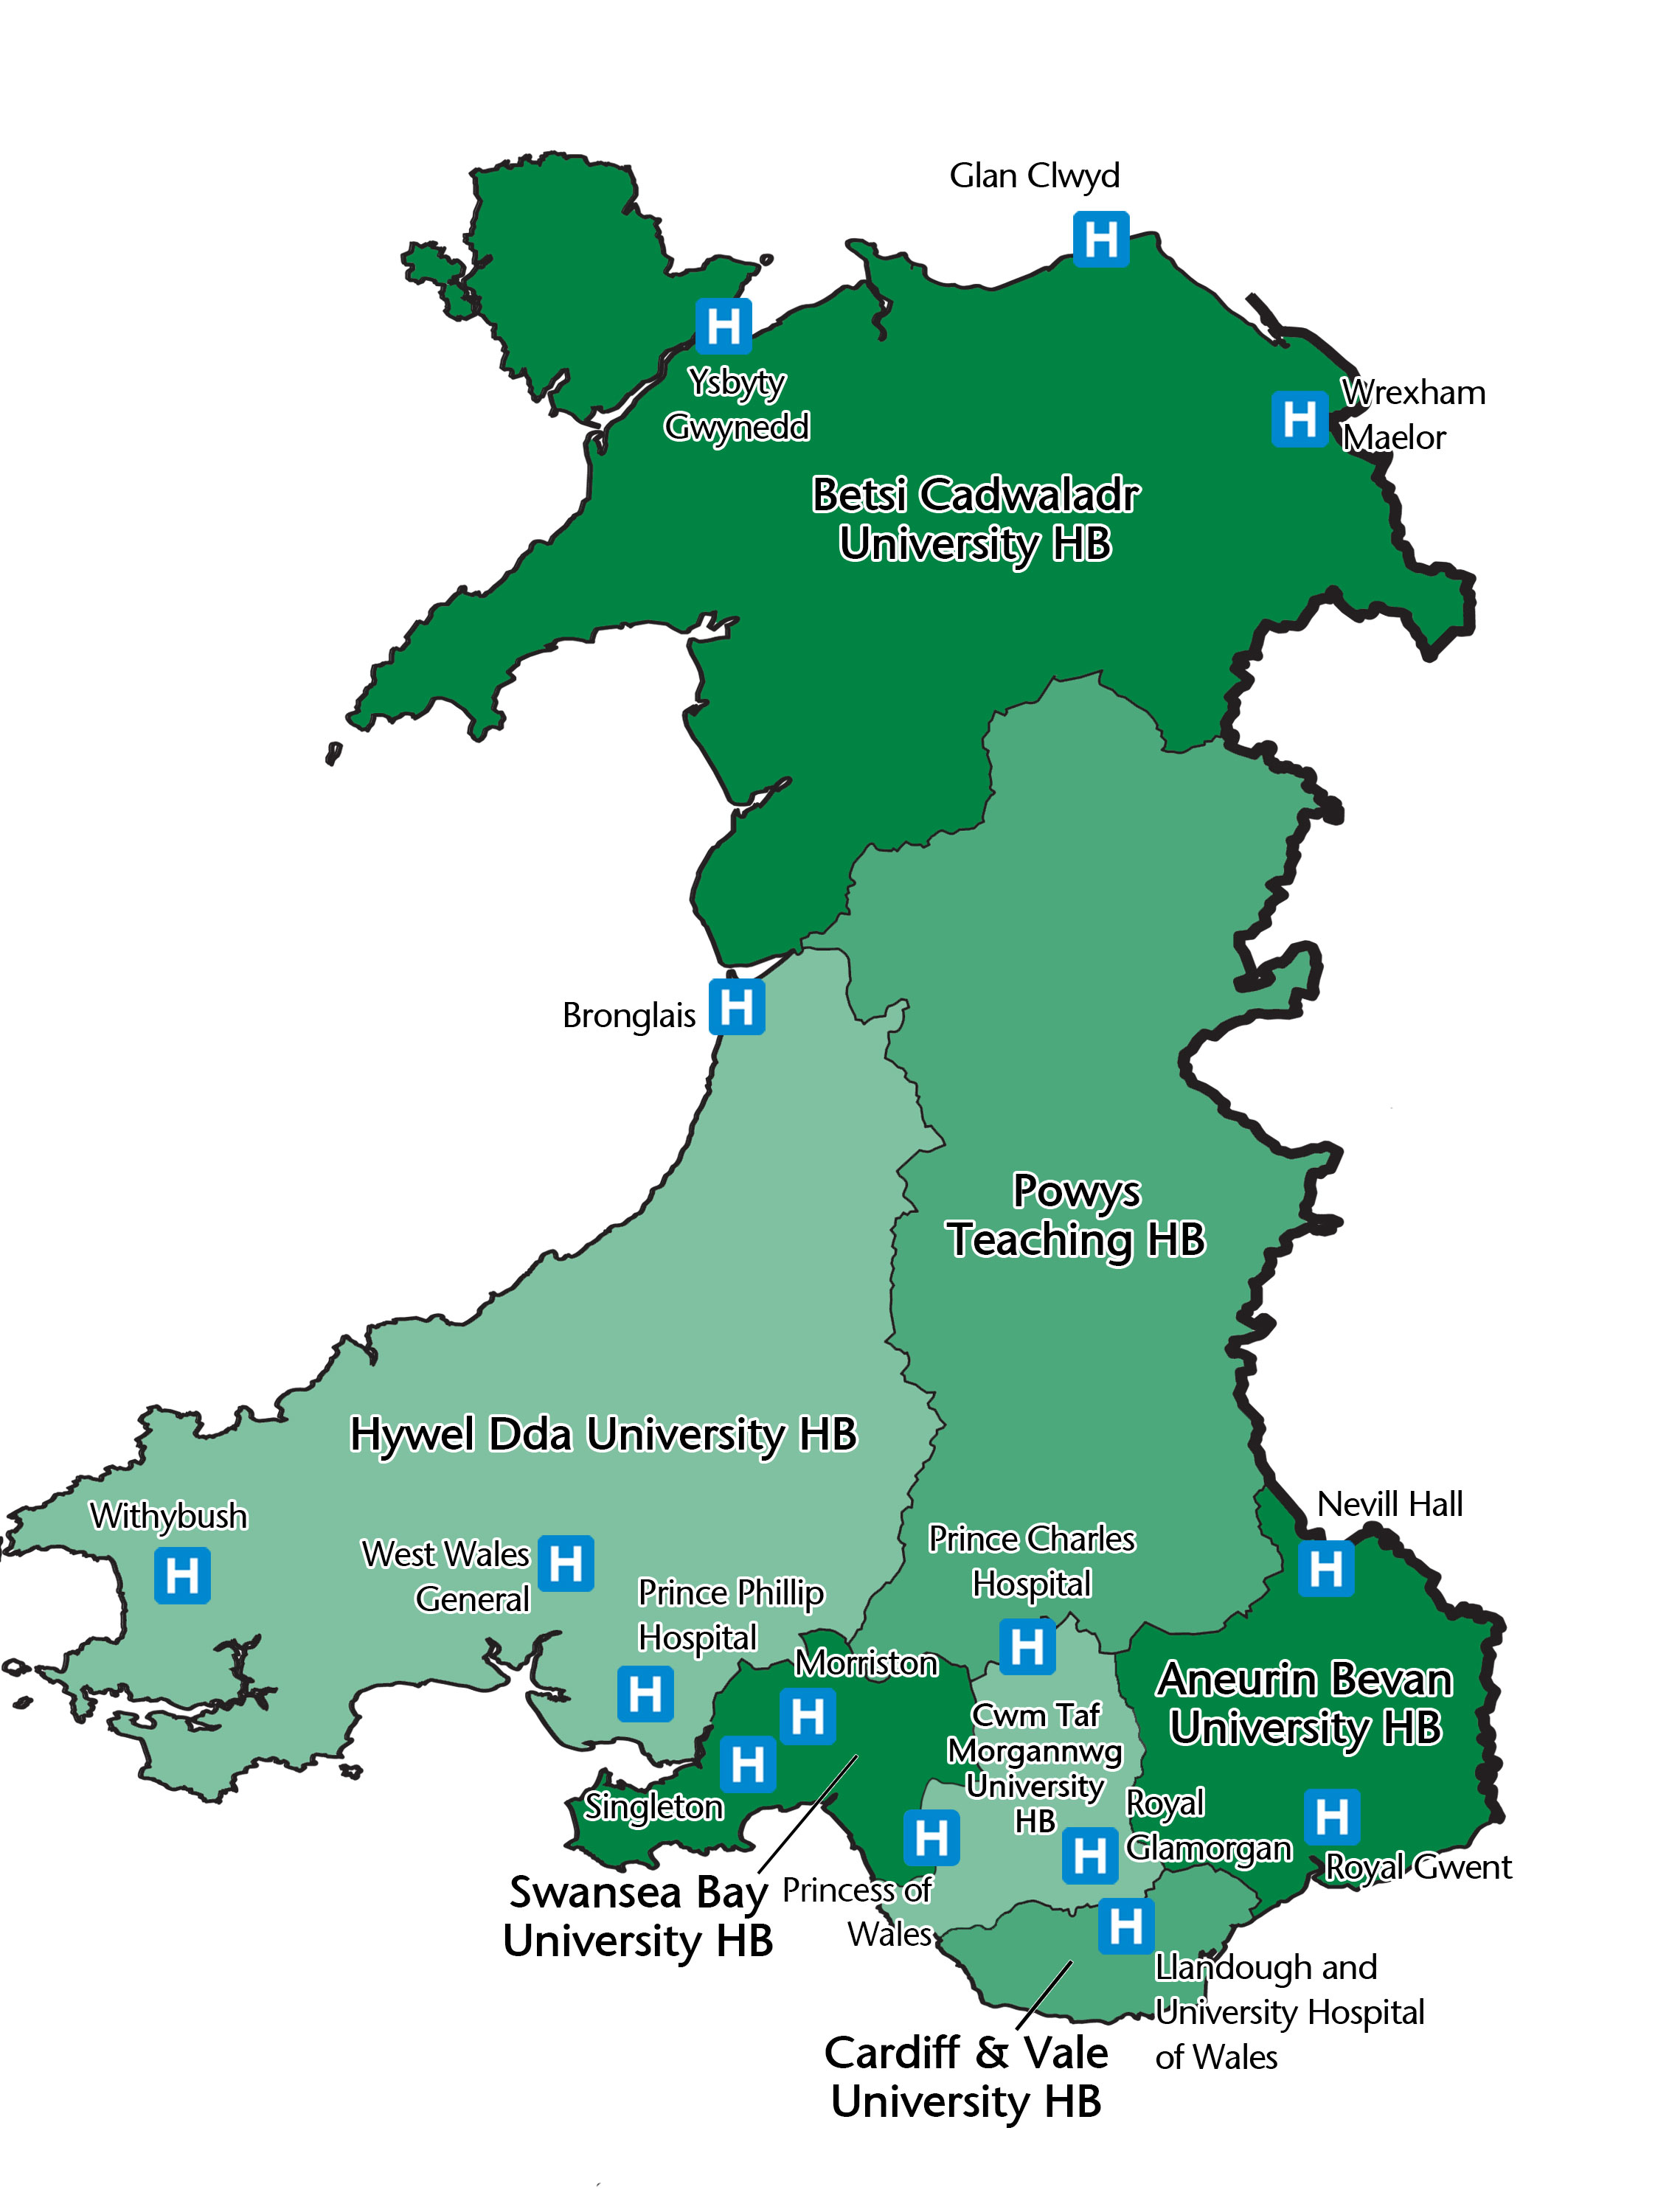 Glan Clwyd
H
H
Ysbyty
Gwynedd
Wrexham
H
Maelor
Betsi Cadwaladr
University HB
Bronglais
H
Powys
Teaching HB
Hywel Dda University HB
Withybush
H
West Wales
General
H
Prince Phillip
Hospital
H
Prince Charles
Hospital
H
Nevill Hall
H
Morriston
H
H
Singleton
Swansea Bay
University HB
Cwm Taf
Morgannwg
University
HB
Aneurin Bevan
University HB
H
Princess of
Wales
Royal
Glamorgan
H
H
Royal Gwent
H
Llandough and
University Hospital
of Wales
Cardiff & Vale
University HB